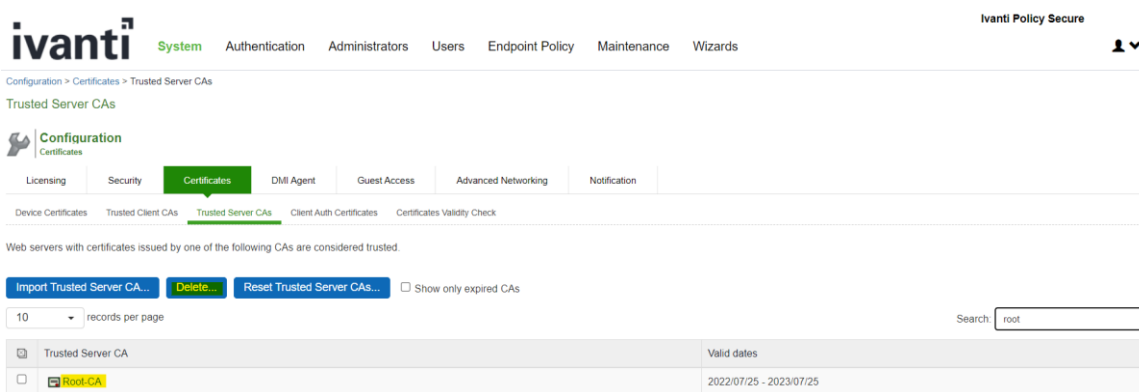 Ivanti Policy Secure
ivanti
System Authentication Administrators Users Endpoint Policy Maintenance Wizards
Configuration > Certificates > Trusted Server CAs
Trusted Server CAs
Configuration
Certificates
Licensing Security Certificates DMI Agent Guest Access Advanced Networking Notification
Device Certificates Trusted Client CAs Trusted Server CAs Client Auth Certificates Certificates Validity Check
Web servers with certificates issued by one of the following CAs are considered trusted.
Import Trusted Server CA... Delete... Reset Trusted Server CAs... Show only expired CAs
10 records per page Search: root
Trusted Server CA Valid dates
Root-CA 2022/07/25 - 2023/07/25